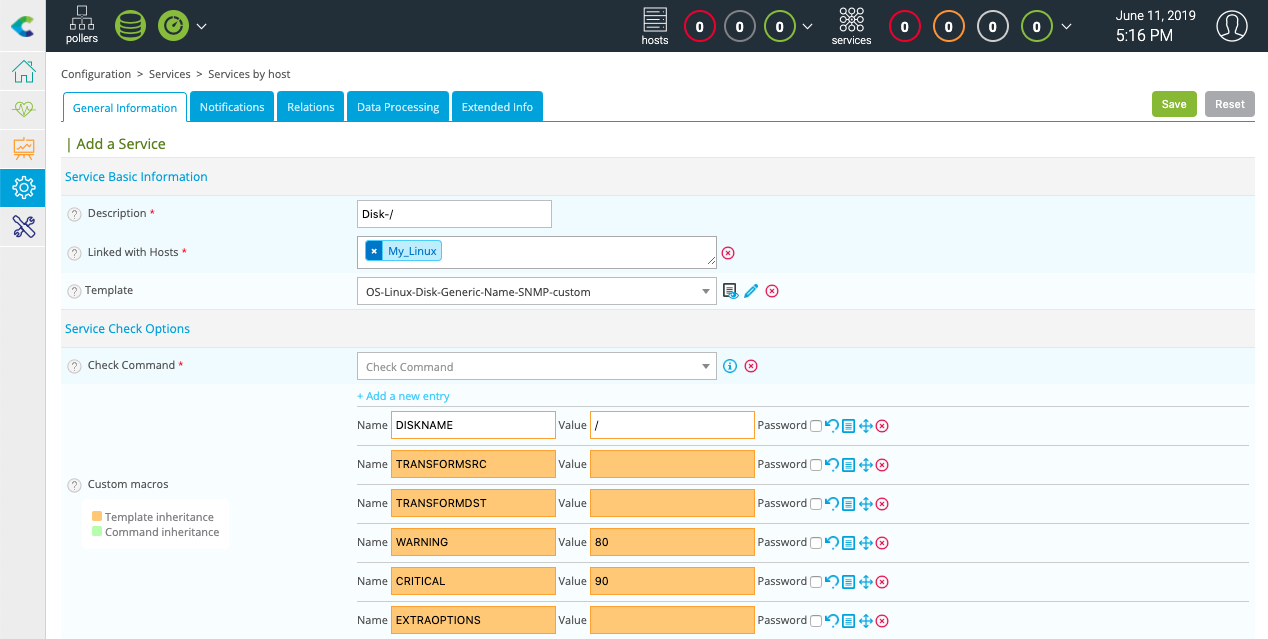 pollers
hosts 0 0 0
services 0 0 0 0
June 11, 2019
5:16 PM
Configuration > Services > Services by host
General Information Notifications Relations Data Processing Extended Info Save Reset
| Add a Service
Service Basic Information
? Description * Disk-/
? Linked with Hosts * × My_Linux
? Template OS-Linux-Disk-Generic-Name-SNMP-custom
Service Check Options
? Check Command * Check Command
+ Add a new entry
Name DISKNAME Value / Password
Name TRANSFORMSRC Value Password
? Custom macros
Template inheritance
Command inheritance
Name TRANSFORMDST Value Password
Name WARNING Value 80 Password
Name CRITICAL Value 90 Password
Name EXTRAOPTIONS Value Password